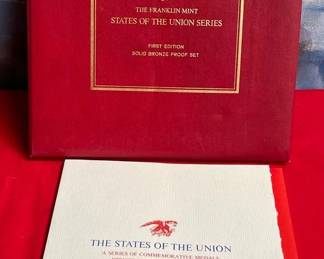 THE FRANKLIN MINT
STATES OF THE UNION SERIES
FIRST EDITION
SOLID BRONZE PROOF SET
THE STATES OF THE UNION
A SERIES OF COMMEMORATIVE MEDALS